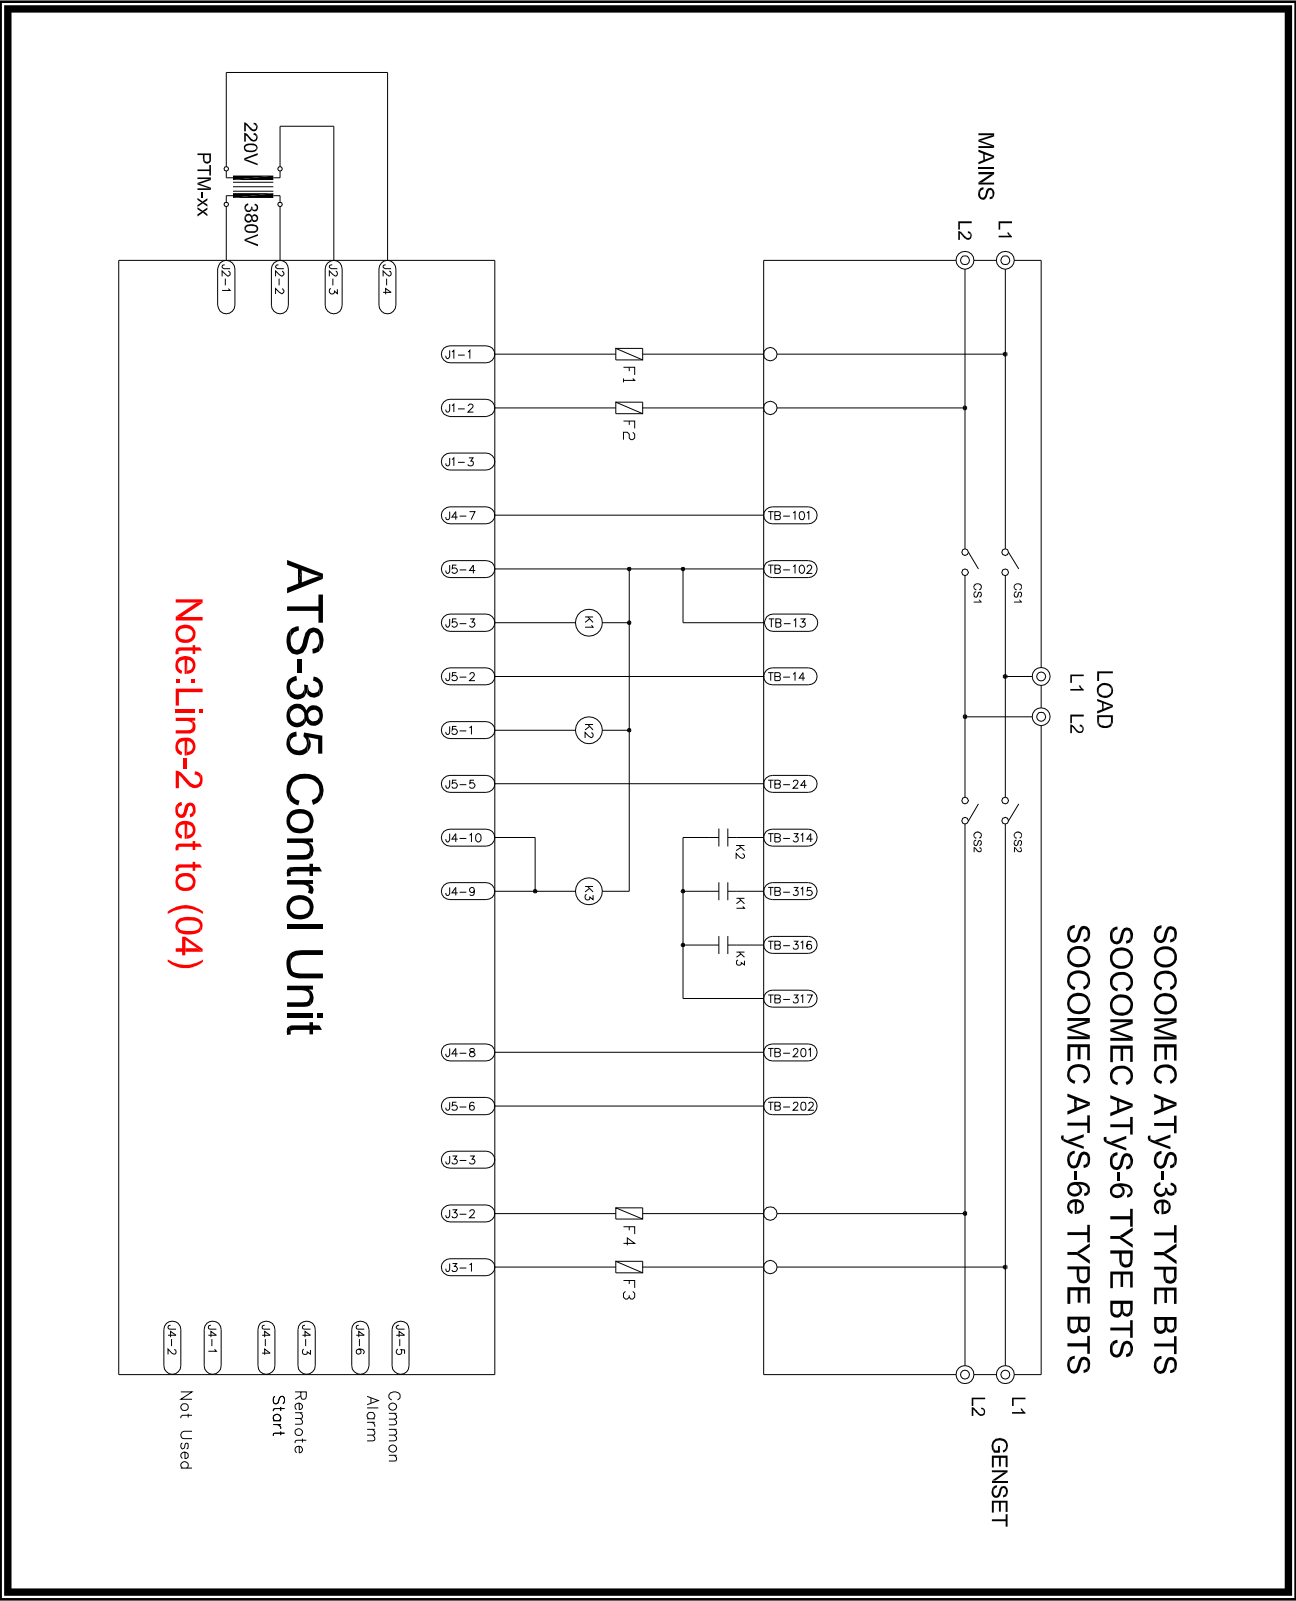 SOCOMEC ATyS-3e TYPE BTS
SOCOMEC ATyS-6 TYPE BTS
SOCOMEC ATyS-6e TYPE BTS
LOAD
L1 L2
MAINS
L1
L2
GENSET
L1
L2
CS1
CS1
CS2
CS2
TB-101
TB-102
TB-13
TB-14
TB-24
TB-314
TB-315
TB-316
TB-317
TB-201
TB-202
K2
K1
K3
F1
F2
F4
F3
K1
K2
K3
J1-1
J1-2
J1-3
J4-7
J5-4
J5-3
J5-2
J5-1
J5-5
J4-10
J4-9
J4-8
J5-6
J3-3
J3-2
J3-1
J2-4
J2-3
J2-2
J2-1
220V
380V
PTM-xx
ATS-385 Control Unit
Note:Line-2 set to (04)
J4-5
J4-6
J4-3
J4-4
J4-1
J4-2
Common
Alarm
Remote
Start
Not Used